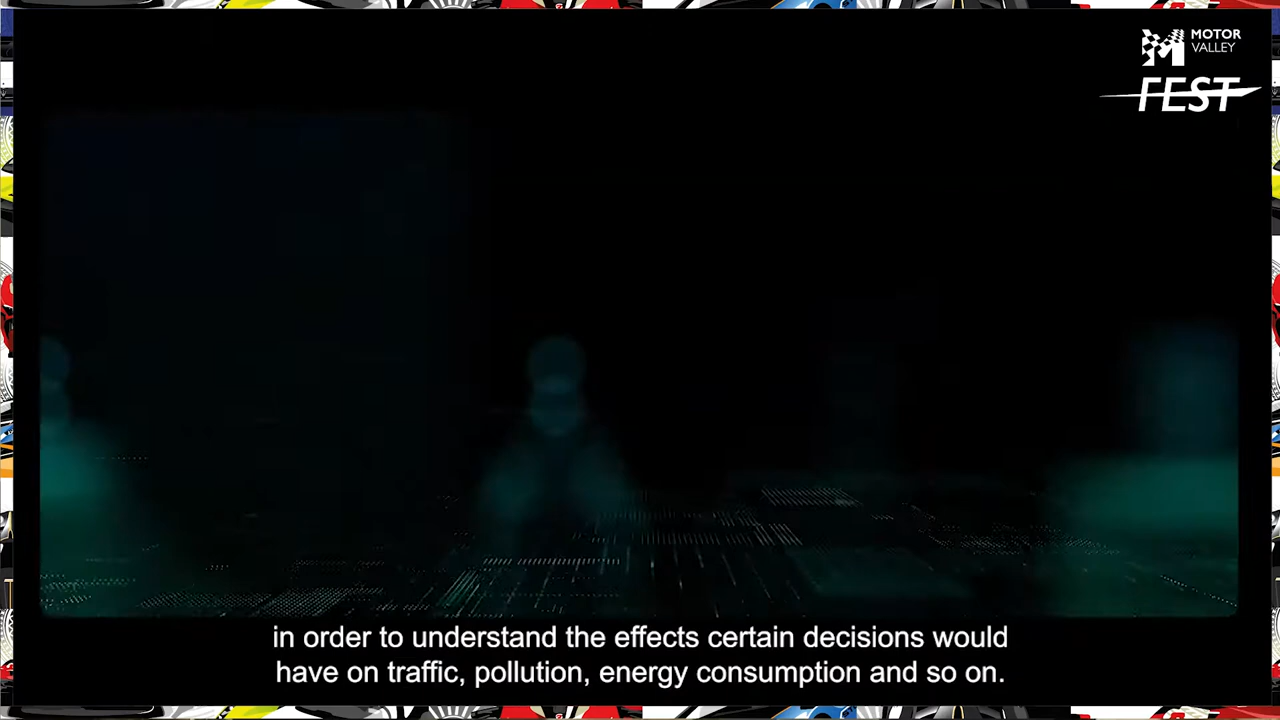 MOTOR
VALLEY
FEST
in order to understand the effects certain decisions would
have on traffic, pollution, energy consumption and so on.